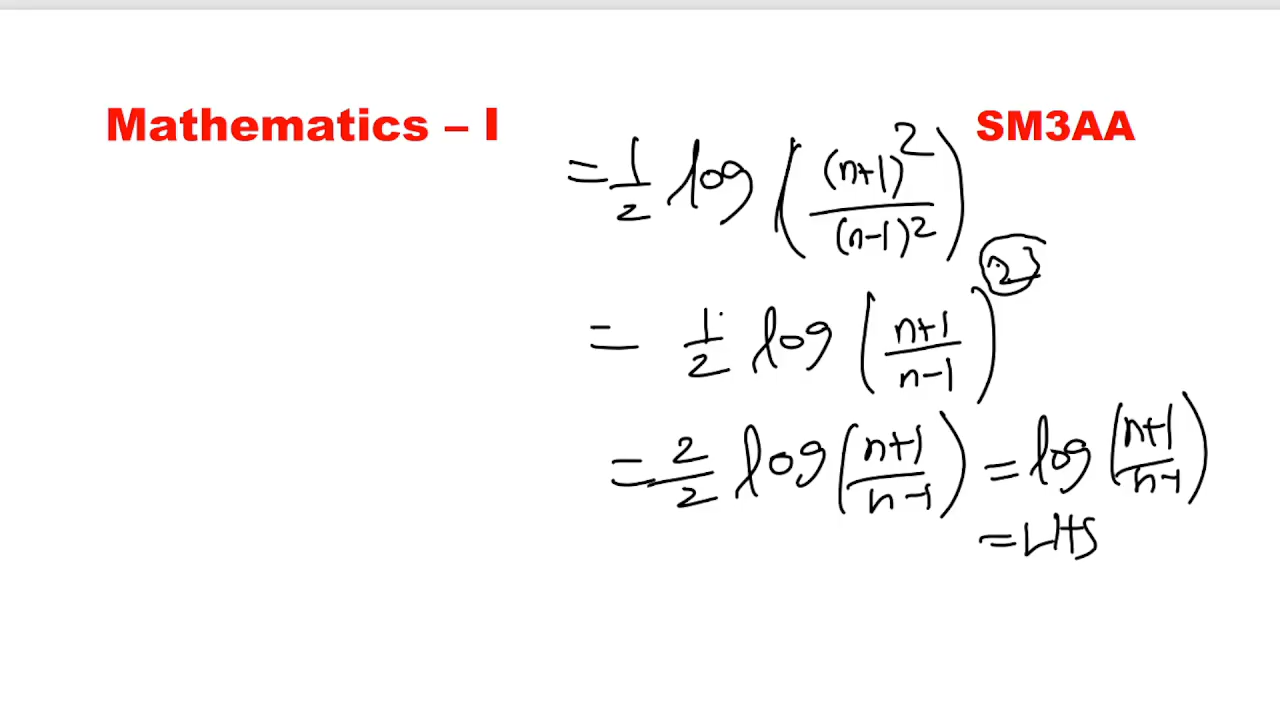 Mathematics – I SM3AA
= 1/2 log ( (n+1)^2 / (n-1)^2 )
= 1/2 log ( n+1 / n-1 )^2
= 2/2 log ( n+1 / n-1 ) = log ( n+1 / n-1 )
= LHS